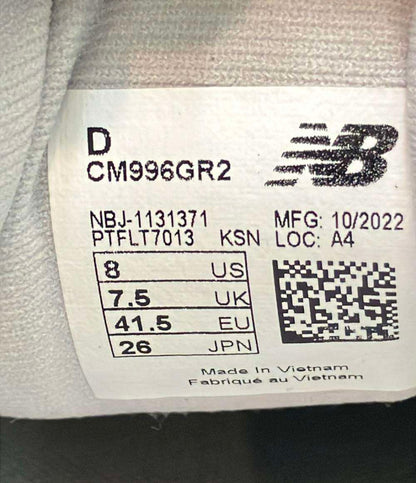 D
NB
CM996GR2
NBJ-1131371 MFG: 10/2022
PTFLT7013 KSN LOC: A4
8 US
7.5 UK
41.5 EU
26 JPN
Made In Vietnam
Fabriqué au Vietnam